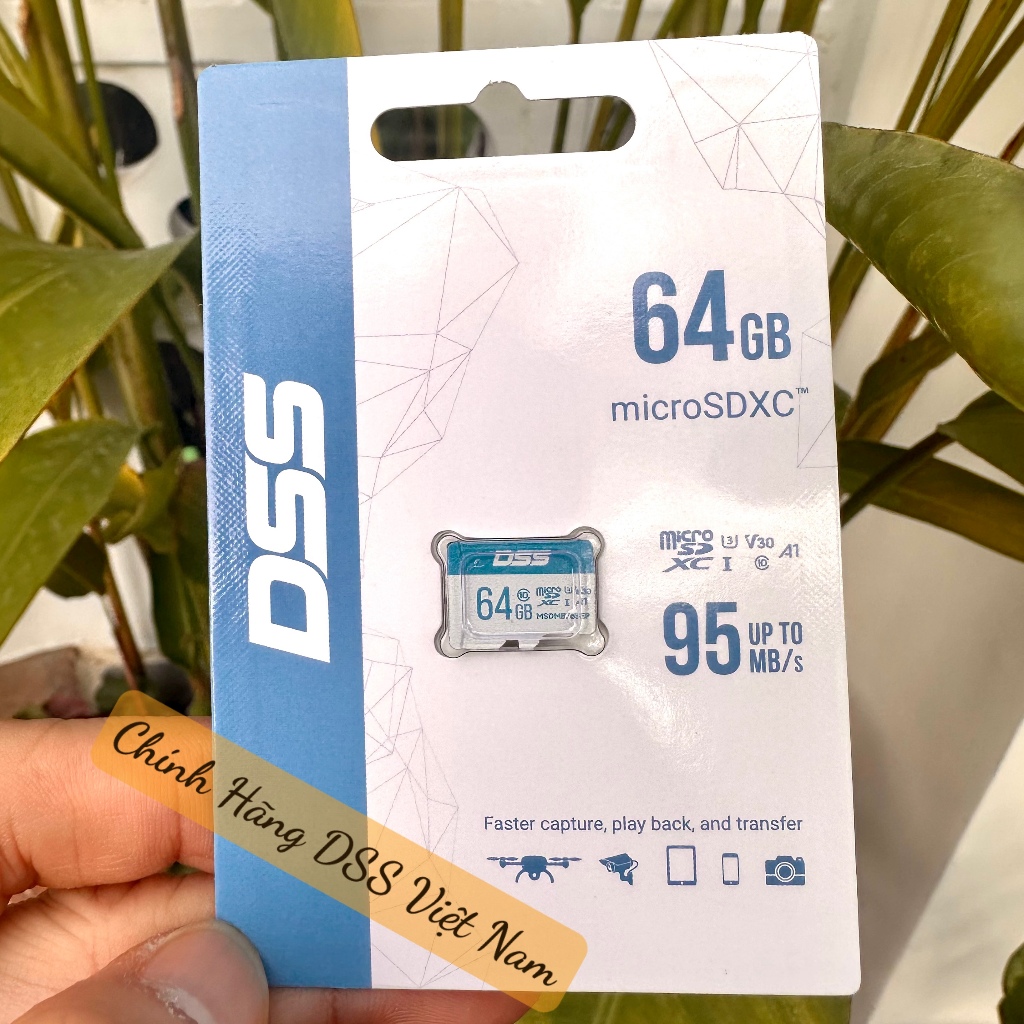 DSS
64GB
microSDXC™
micro SD XC I U3 V30 A1 10
95 UP TO MB/s
DSS
64GB
10
micro SD XC I U3 V30 A1
Faster capture, play back, and transfer
Chính Hãng DSS Việt Nam